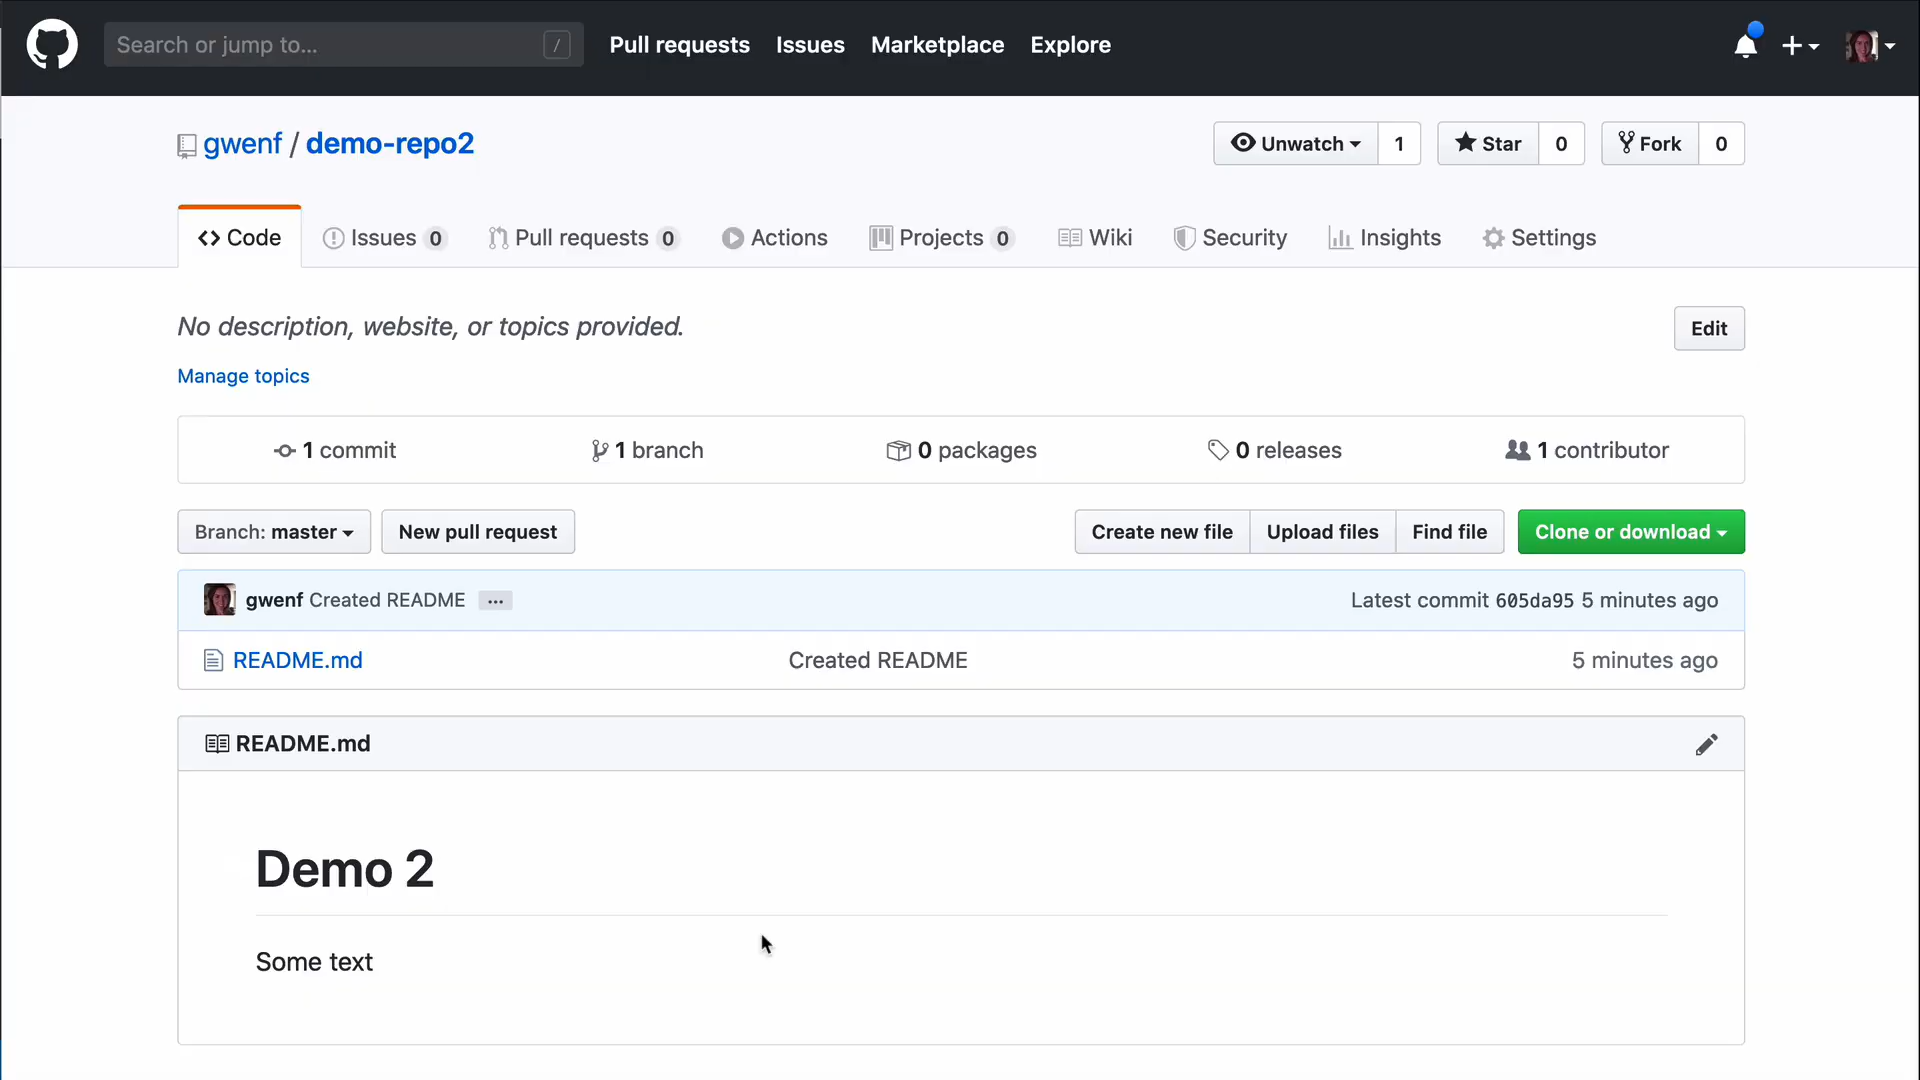 Search or jump to... /
Pull requests Issues Marketplace Explore
gwenf / demo-repo2
Unwatch 1 Star 0 Fork 0
Code Issues 0 Pull requests 0 Actions Projects 0 Wiki Security Insights Settings
No description, website, or topics provided.
Edit
Manage topics
1 commit 1 branch 0 packages 0 releases 1 contributor
Branch: master New pull request Create new file Upload files Find file Clone or download
gwenf Created README ... Latest commit 605da95 5 minutes ago
README.md Created README 5 minutes ago
README.md
Demo 2
Some text